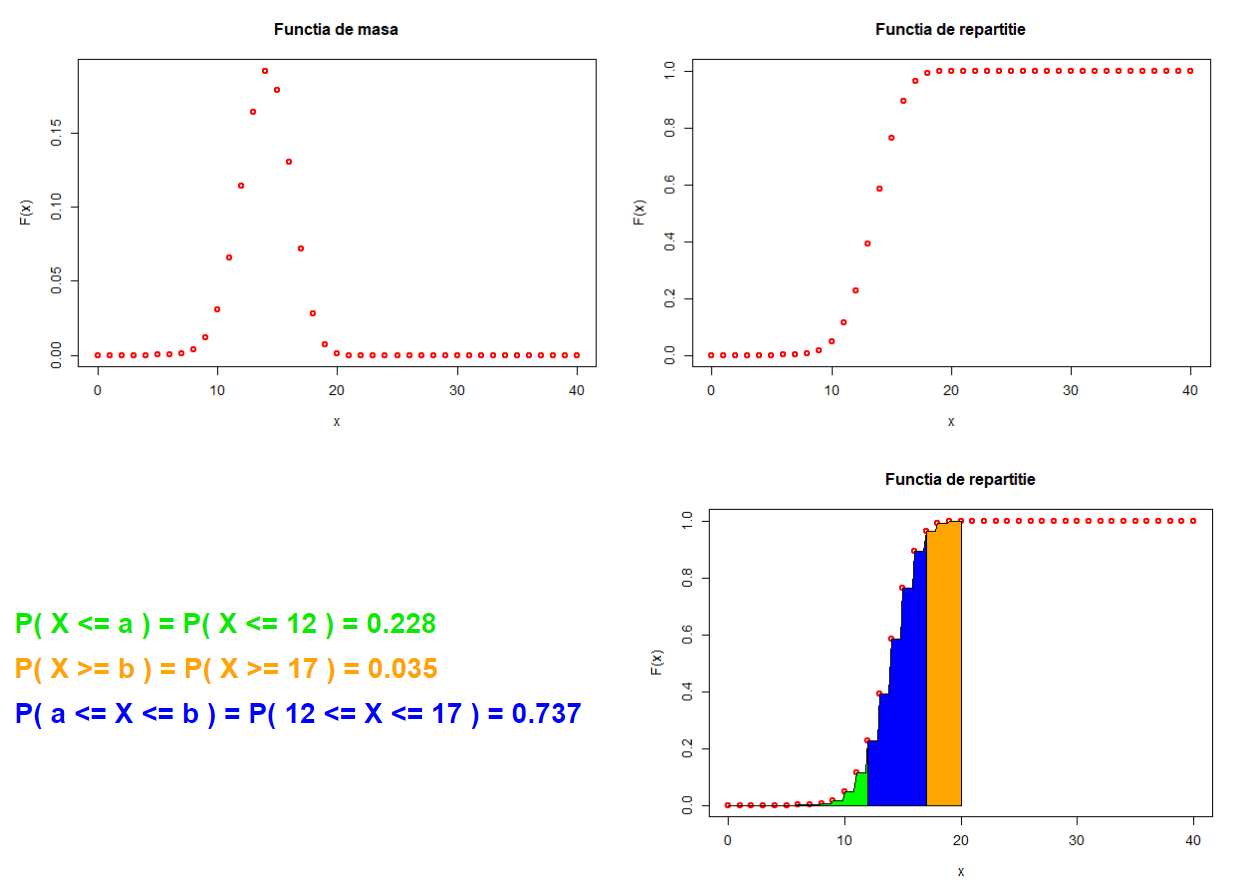 Functia de masa
F(x)
0.00 0.05 0.10 0.15
0 10 20 30 40
x
Functia de repartitie
F(x)
0.0 0.2 0.4 0.6 0.8 1.0
0 10 20 30 40
x
P( X <= a ) = P( X <= 12 ) = 0.228
P( X >= b ) = P( X >= 17 ) = 0.035
P( a <= X <= b ) = P( 12 <= X <= 17 ) = 0.737
Functia de repartitie
F(x)
0.0 0.2 0.4 0.6 0.8 1.0
0 10 20 30 40
x